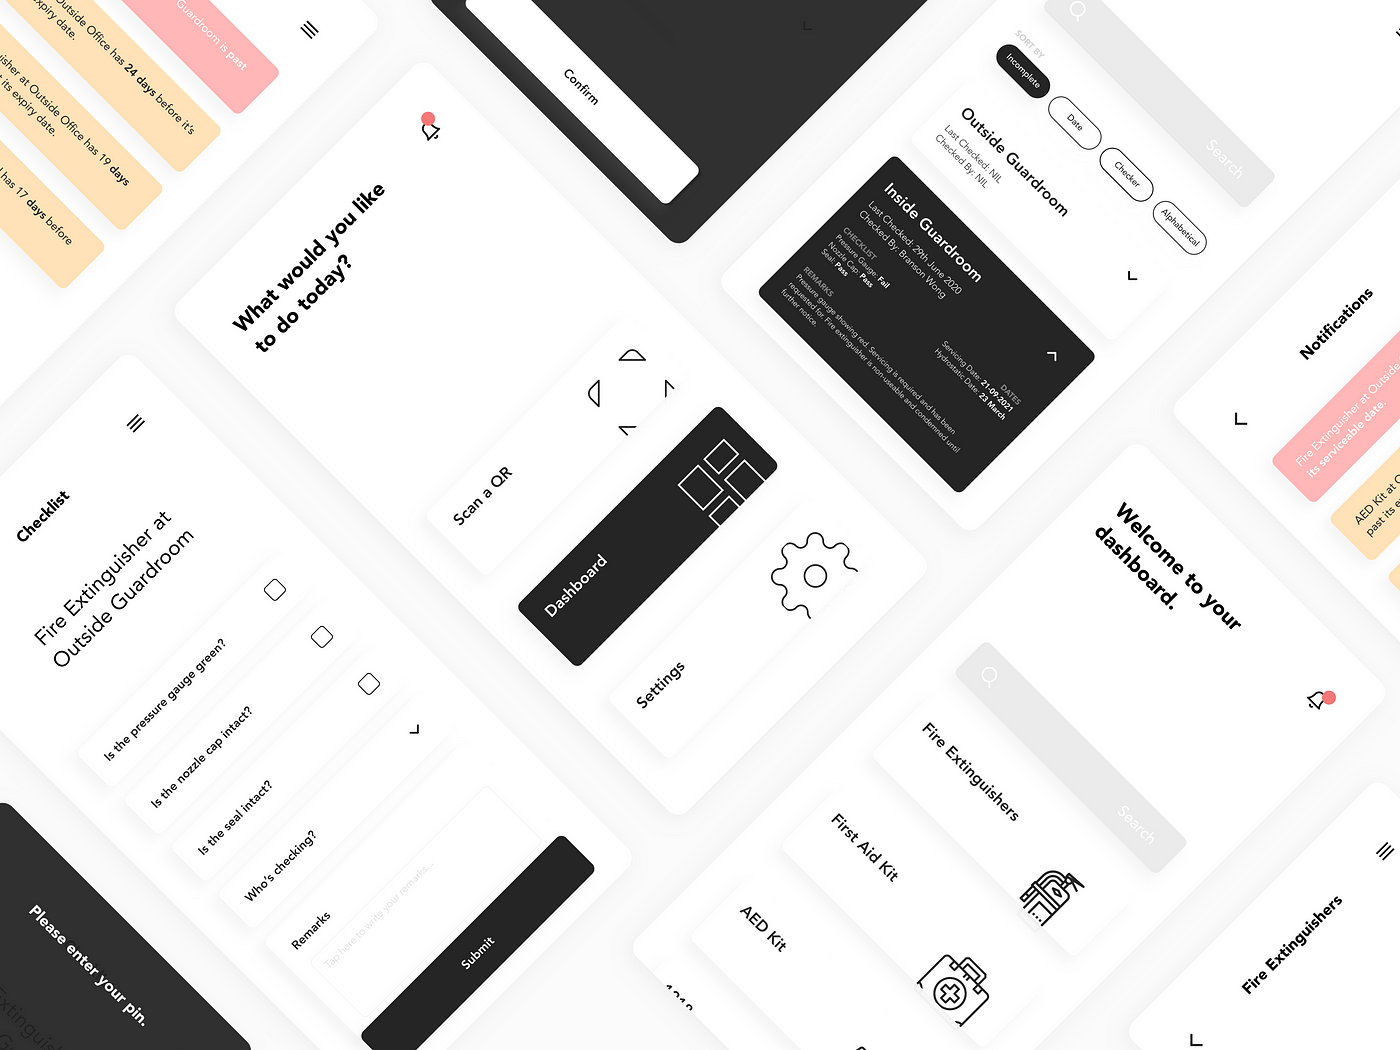 Guardroom is past
Outside Office has 24 days before it's
expiry date.
at Outside Office has 19 days
its expiry date.
has 17 days before
What would you like
to do today?
Scan a QR
Dashboard
Settings
Confirm
Search
SORT BY
Incomplete
Date
Checker
Alphabetical
Outside Guardroom
Last Checked: NIL
Checked By: NIL
Inside Guardroom
Last Checked: 29th June 2020
Checked By: Branson Wong
CHECKLIST
Pressure Gauge: Fail
Nozzle Cap: Pass
Seal: Pass
REMARKS
Pressure gauge showing red. Servicing is required and has been
requested for. Fire extinguisher is non-useable and condemned until
further notice.
DATES
Servicing Date: 21-09-2021
Hydrostatic Date: 23 March
Notifications
Fire Extinguisher at Outside
its serviceable date.
AED Kit at
past its
Checklist
Fire Extinguisher at
Outside Guardroom
Is the pressure gauge green?
Is the nozzle cap intact?
Is the seal intact?
Who's checking?
Remarks
Tap here to write your remarks...
Submit
Please enter your pin.
Welcome to your
dashboard.
Search
Fire Extinguishers
First Aid Kit
AED Kit
Fire Extinguishers